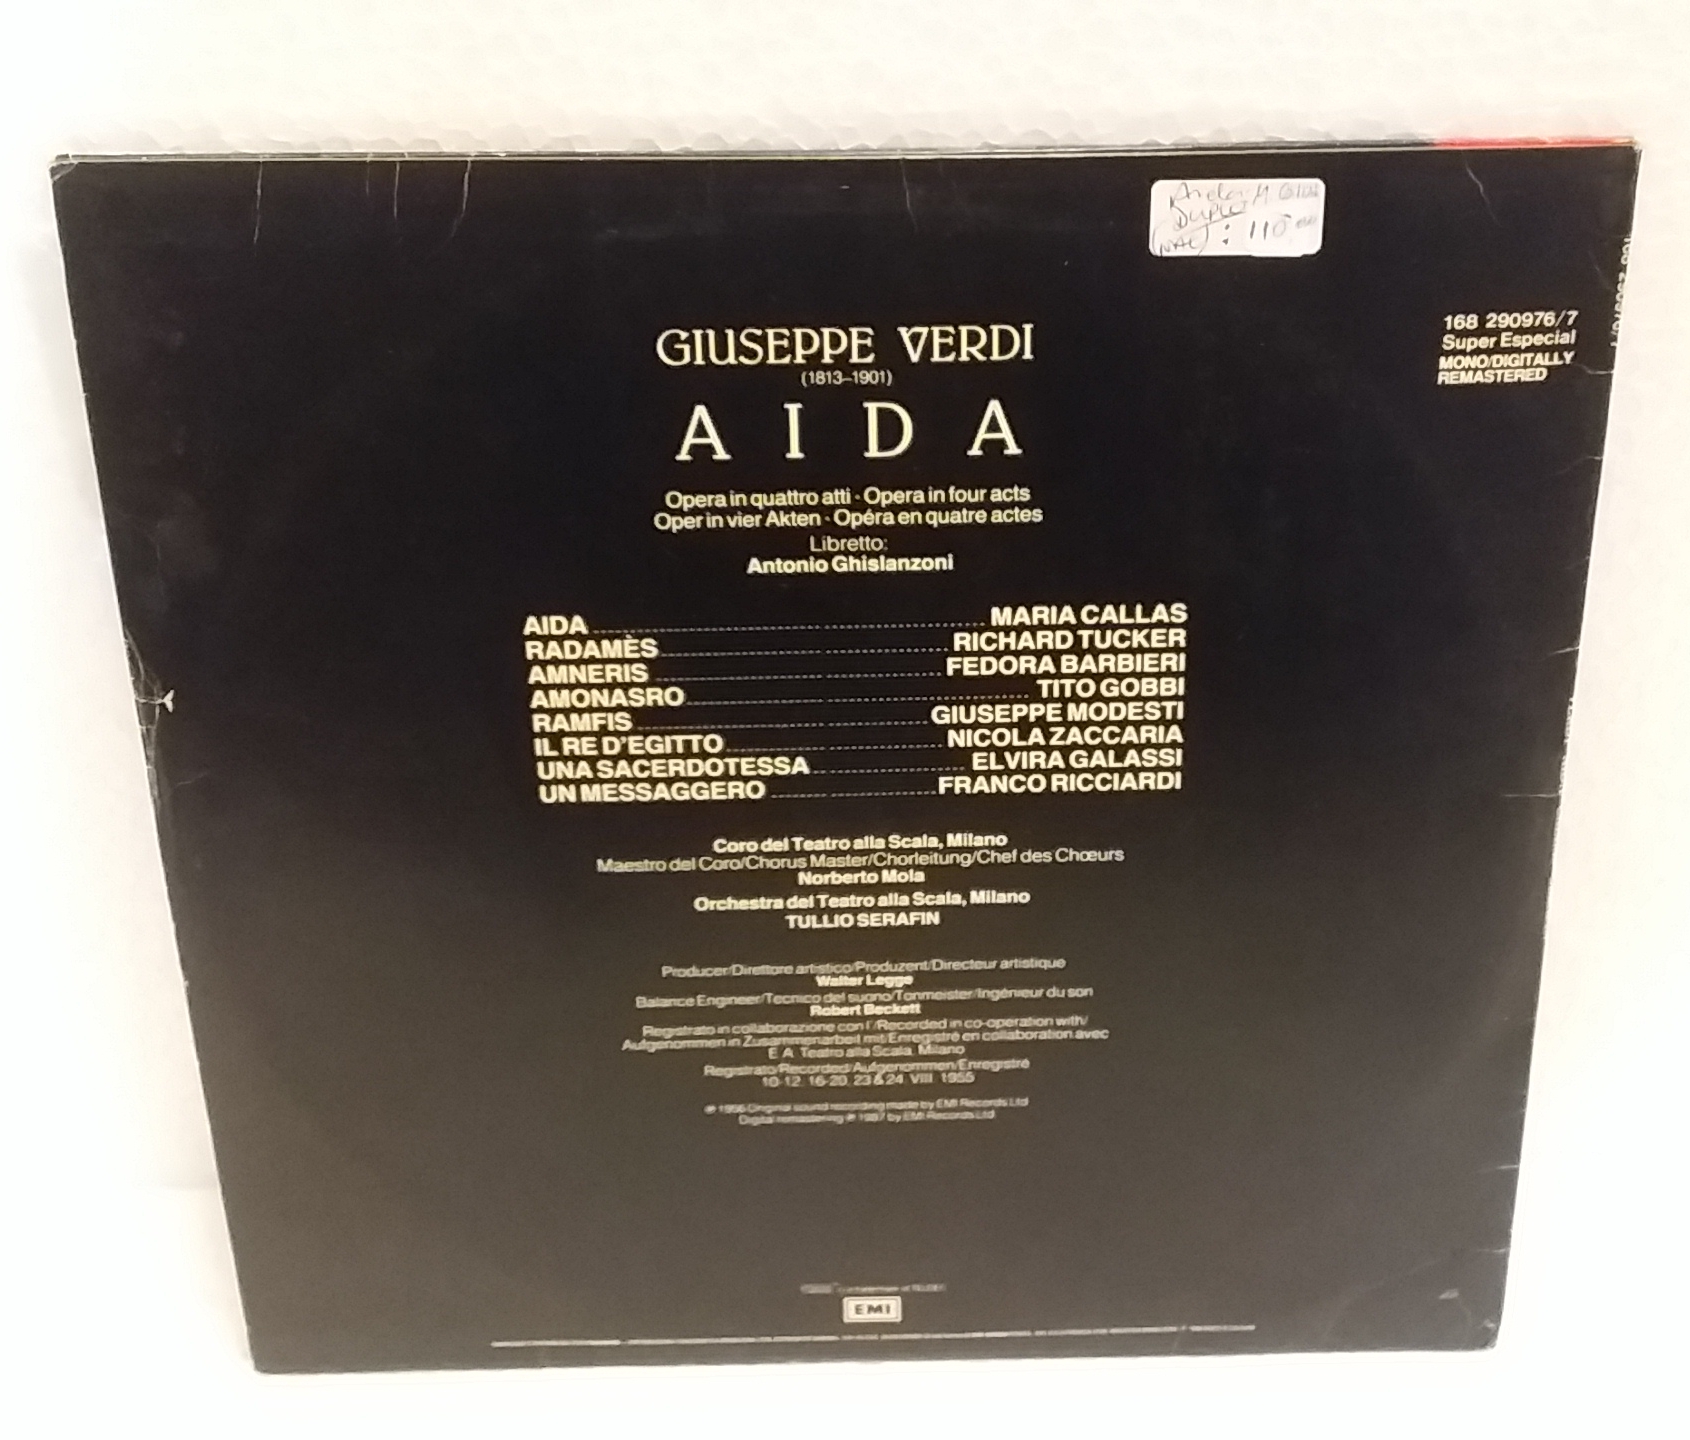 : 110
168 290976/7
Super Especial
MONO/DIGITALLY
REMASTERED
GIUSEPPE VERDI
(1813–1901)
AIDA
Opera in quattro atti · Opera in four acts
Oper in vier Akten · Opéra en quatre actes
Libretto:
Antonio Ghislanzoni
AIDA MARIA CALLAS
RADAMÈS RICHARD TUCKER
AMNERIS FEDORA BARBIERI
AMONASRO TITO GOBBI
RAMFIS GIUSEPPE MODESTI
IL RE D'EGITTO NICOLA ZACCARIA
UNA SACERDOTESSA ELVIRA GALASSI
UN MESSAGGERO FRANCO RICCIARDI
Coro del Teatro alla Scala, Milano
Maestro del Coro/Chorus Master/Chorleitung/Chef des Chœurs
Norberto Mola
Orchestra del Teatro alla Scala, Milano
TULLIO SERAFIN
Producer/Direttore artistico/Produzent/Directeur artistique
Walter Legge
Balance Engineer/Tecnico del suono/Tonmeister/Ingénieur du son
Robert Beckett
Registrato in collaborazione con l'/Recorded in co-operation with/
Aufgenommen in Zusammenarbeit mit/Enregistré en collaboration avec
E.A. Teatro alla Scala, Milano
Registrato/Recorded/Aufgenommen/Enregistré
10-12, 16-20, 23 & 24. VIII. 1955
℗ 1956 Original sound recording made by EMI Records Ltd
Digital remastering ℗ 1987 by EMI Records Ltd
EMI